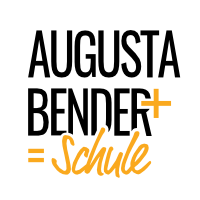 AUGUSTA
BENDER+
= Schule